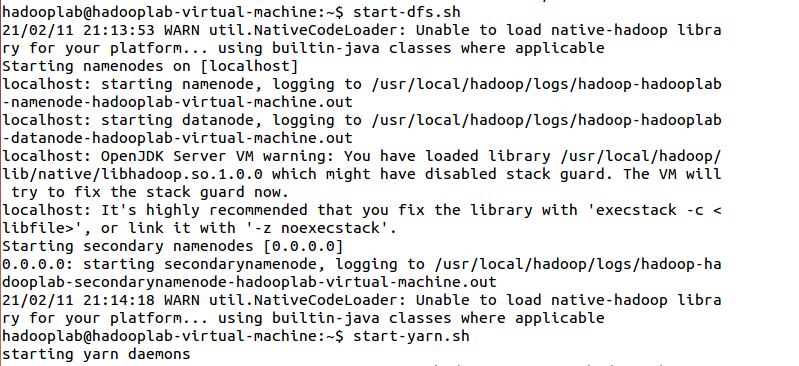 hadooplab@hadooplab-virtual-machine:~$ start-dfs.sh
21/02/11 21:13:53 WARN util.NativeCodeLoader: Unable to load native-hadoop libra
ry for your platform... using builtin-java classes where applicable
Starting namenodes on [localhost]
localhost: starting namenode, logging to /usr/local/hadoop/logs/hadoop-hadooplab
-namenode-hadooplab-virtual-machine.out
localhost: starting datanode, logging to /usr/local/hadoop/logs/hadoop-hadooplab
-datanode-hadooplab-virtual-machine.out
localhost: OpenJDK Server VM warning: You have loaded library /usr/local/hadoop/
lib/native/libhadoop.so.1.0.0 which might have disabled stack guard. The VM will
 try to fix the stack guard now.
localhost: It's highly recommended that you fix the library with 'execstack -c <
libfile>', or link it with '-z noexecstack'.
Starting secondary namenodes [0.0.0.0]
0.0.0.0: starting secondarynamenode, logging to /usr/local/hadoop/logs/hadoop-ha
dooplab-secondarynamenode-hadooplab-virtual-machine.out
21/02/11 21:14:18 WARN util.NativeCodeLoader: Unable to load native-hadoop libra
ry for your platform... using builtin-java classes where applicable
hadooplab@hadooplab-virtual-machine:~$ start-yarn.sh
starting yarn daemons